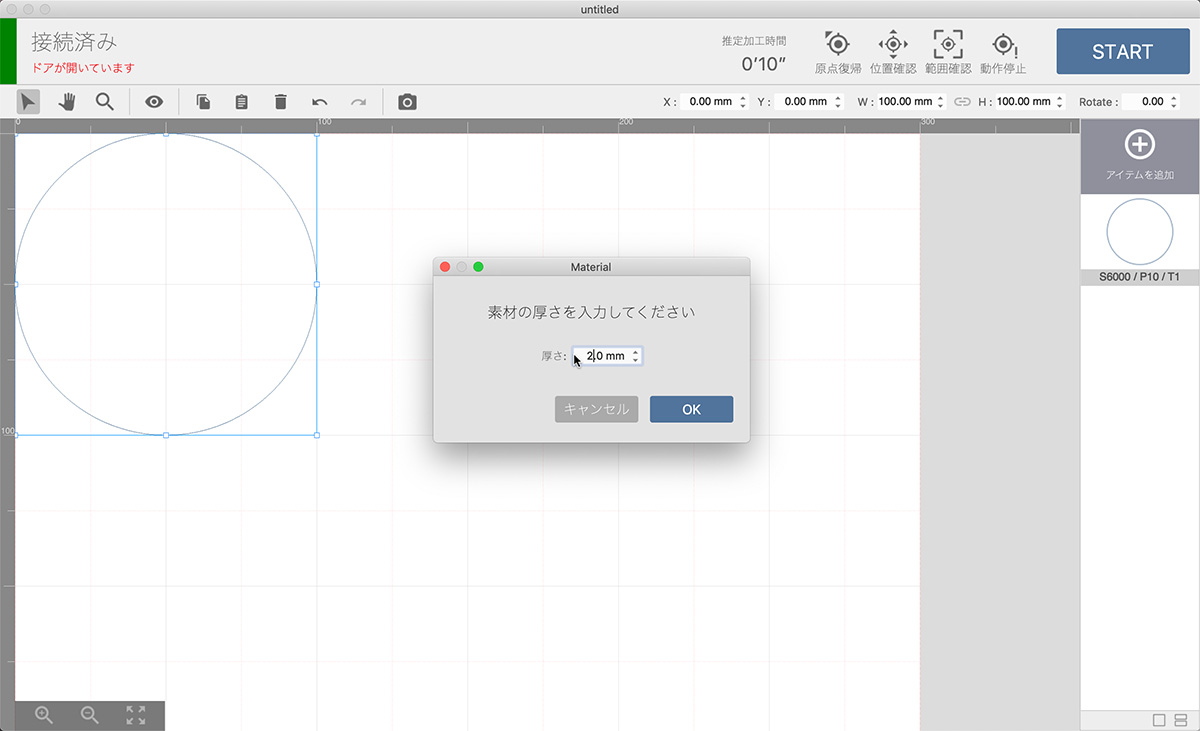 untitled
接続済み
ドアが開いています
推定加工時間
0'10"
原点復帰
位置確認
範囲確認
動作停止
START
X : 0.00 mm Y : 0.00 mm W : 100.00 mm H : 100.00 mm Rotate : 0.00
0 100 200 300
100
アイテムを追加
S6000 / P10 / T1
Material
素材の厚さを入力してください
厚さ: 2.0 mm
キャンセル
OK